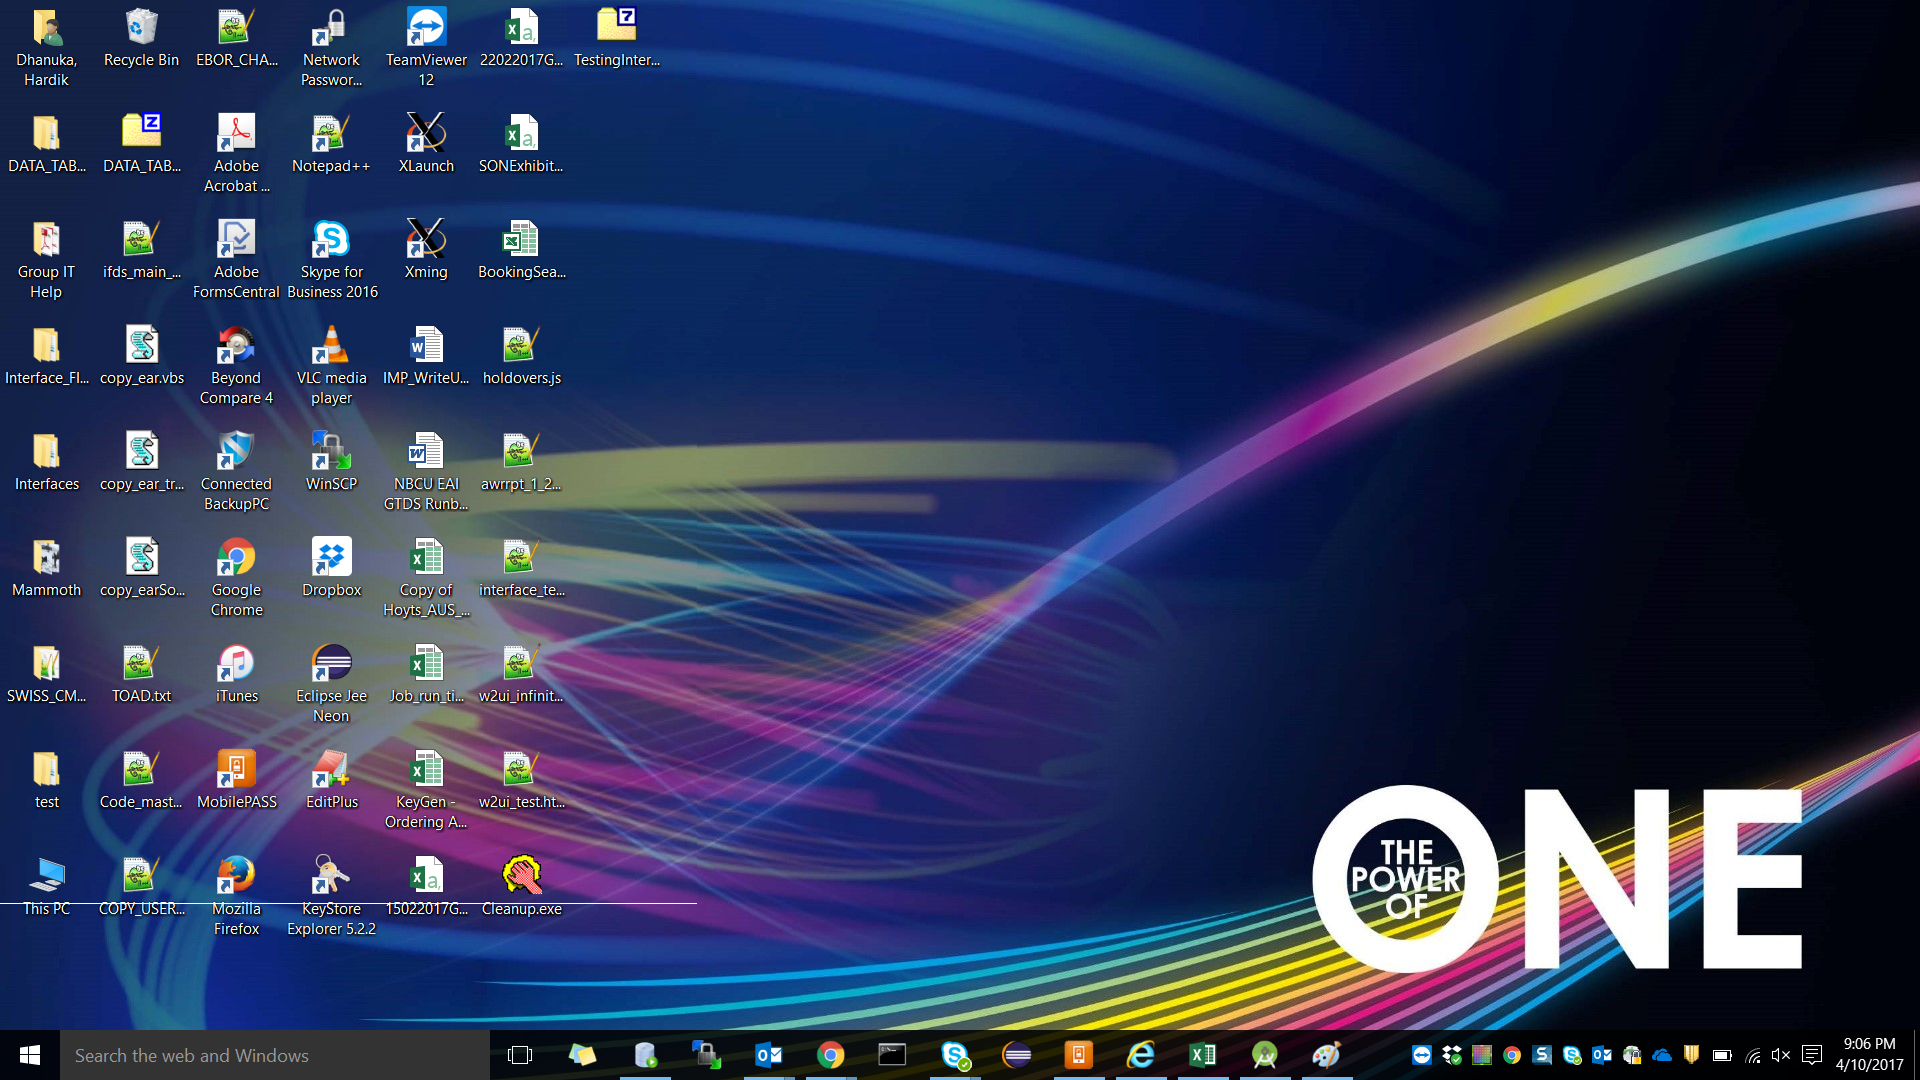 Dhanuka,
Hardik
Recycle Bin
EBOR_CHA...
Network
Passwor...
TeamViewer
12
22022017G...
TestingInter...
DATA_TAB...
DATA_TAB...
Adobe
Acrobat ...
Notepad++
XLaunch
SONExhibit...
Group IT
Help
ifds_main_...
Adobe
FormsCentral
Skype for
Business 2016
Xming
BookingSea...
Interface_FI...
copy_ear.vbs
Beyond
Compare 4
VLC media
player
IMP_WriteU...
holdovers.js
Interfaces
copy_ear_tr...
Connected
BackupPC
WinSCP
NBCU EAI
GTDS Runb...
awrrpt_1_2...
Mammoth
copy_earSo...
Google
Chrome
Dropbox
Copy of
Hoyts_AUS_...
interface_te...
SWISS_CM...
TOAD.txt
iTunes
Eclipse Jee
Neon
Job_run_ti...
w2ui_infinit...
test
Code_mast...
MobilePASS
EditPlus
KeyGen -
Ordering A...
w2ui_test.ht...
This PC
COPY_USER...
Mozilla
Firefox
KeyStore
Explorer 5.2.2
15022017G...
Cleanup.exe
THE
POWER
OF
ONE
Search the web and Windows
9:06 PM
4/10/2017